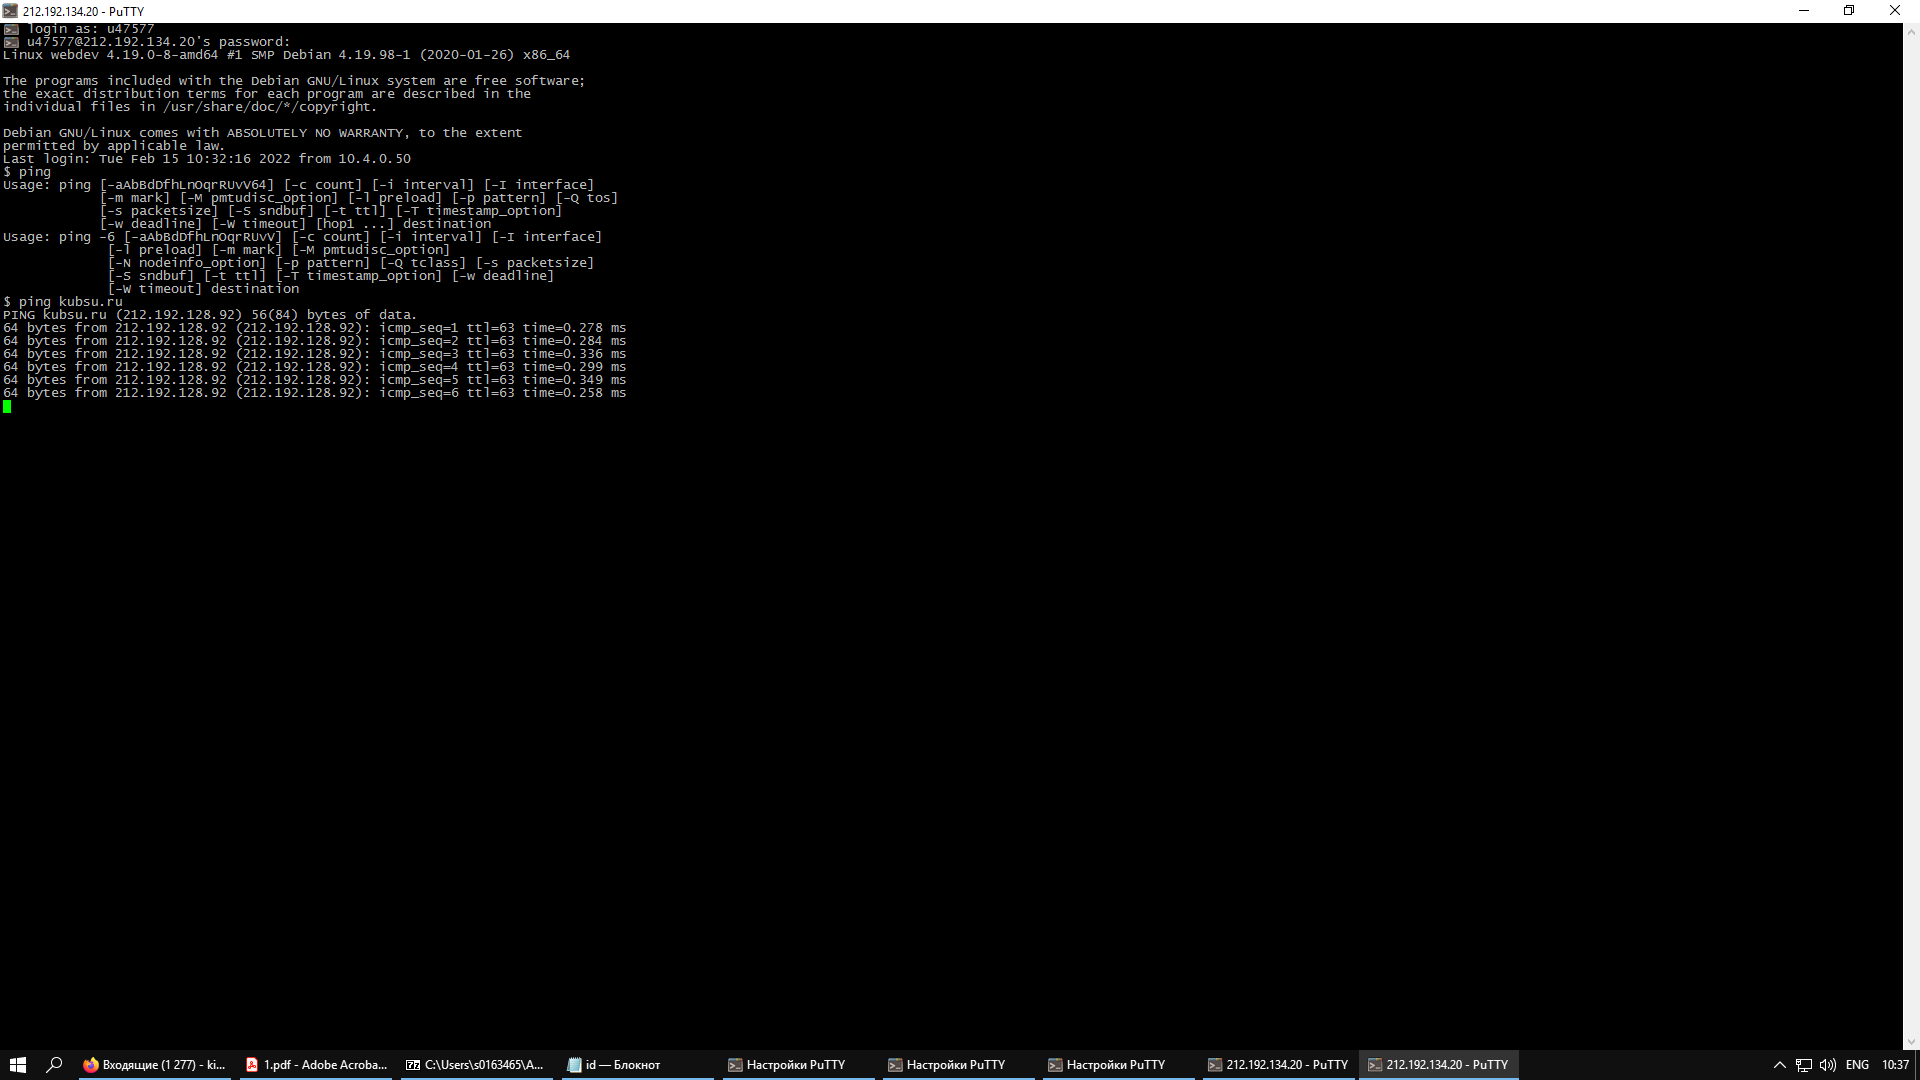 212.192.134.20 - PuTTY
login as: u47577
u47577@212.192.134.20's password:
Linux webdev 4.19.0-8-amd64 #1 SMP Debian 4.19.98-1 (2020-01-26) x86_64
The programs included with the Debian GNU/Linux system are free software;
the exact distribution terms for each program are described in the
individual files in /usr/share/doc/*/copyright.
Debian GNU/Linux comes with ABSOLUTELY NO WARRANTY, to the extent
permitted by applicable law.
Last login: Tue Feb 15 10:32:16 2022 from 10.4.0.50
$ ping
Usage: ping [-aAbBdDfhLnOqrRUvV64] [-c count] [-i interval] [-I interface]
[-m mark] [-M pmtudisc_option] [-l preload] [-p pattern] [-Q tos]
[-s packetsize] [-S sndbuf] [-t ttl] [-T timestamp_option]
[-w deadline] [-W timeout] [hop1 ...] destination
Usage: ping -6 [-aAbBdDfhLnOqrRUvV] [-c count] [-i interval] [-I interface]
[-l preload] [-m mark] [-M pmtudisc_option]
[-N nodeinfo_option] [-p pattern] [-Q tclass] [-s packetsize]
[-S sndbuf] [-t ttl] [-T timestamp_option] [-w deadline]
[-W timeout] destination
$ ping kubsu.ru
PING kubsu.ru (212.192.128.92) 56(84) bytes of data.
64 bytes from 212.192.128.92 (212.192.128.92): icmp_seq=1 ttl=63 time=0.278 ms
64 bytes from 212.192.128.92 (212.192.128.92): icmp_seq=2 ttl=63 time=0.284 ms
64 bytes from 212.192.128.92 (212.192.128.92): icmp_seq=3 ttl=63 time=0.336 ms
64 bytes from 212.192.128.92 (212.192.128.92): icmp_seq=4 ttl=63 time=0.299 ms
64 bytes from 212.192.128.92 (212.192.128.92): icmp_seq=5 ttl=63 time=0.349 ms
64 bytes from 212.192.128.92 (212.192.128.92): icmp_seq=6 ttl=63 time=0.258 ms
Входящие (1 277) - ki... 1.pdf - Adobe Acroba... C:\Users\s0163465\A... id — Блокнот Настройки PuTTY Настройки PuTTY Настройки PuTTY 212.192.134.20 - PuTTY 212.192.134.20 - PuTTY ENG 10:37